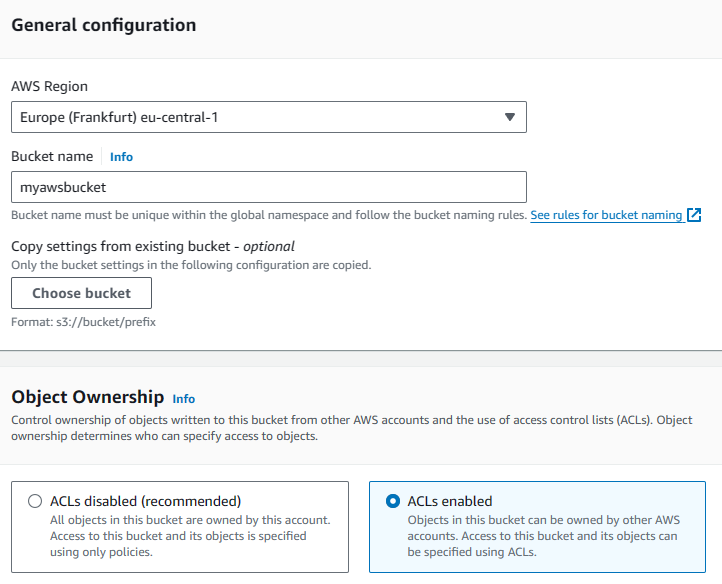 General configuration
AWS Region
Europe (Frankfurt) eu-central-1
Bucket name Info
myawsbucket
Bucket name must be unique within the global namespace and follow the bucket naming rules. See rules for bucket naming
Copy settings from existing bucket - optional
Only the bucket settings in the following configuration are copied.
Choose bucket
Format: s3://bucket/prefix
Object Ownership Info
Control ownership of objects written to this bucket from other AWS accounts and the use of access control lists (ACLs). Object
ownership determines who can specify access to objects.
ACLs disabled (recommended)
All objects in this bucket are owned by this account.
Access to this bucket and its objects is specified
using only policies.
ACLs enabled
Objects in this bucket can be owned by other AWS
accounts. Access to this bucket and its objects can
be specified using ACLs.